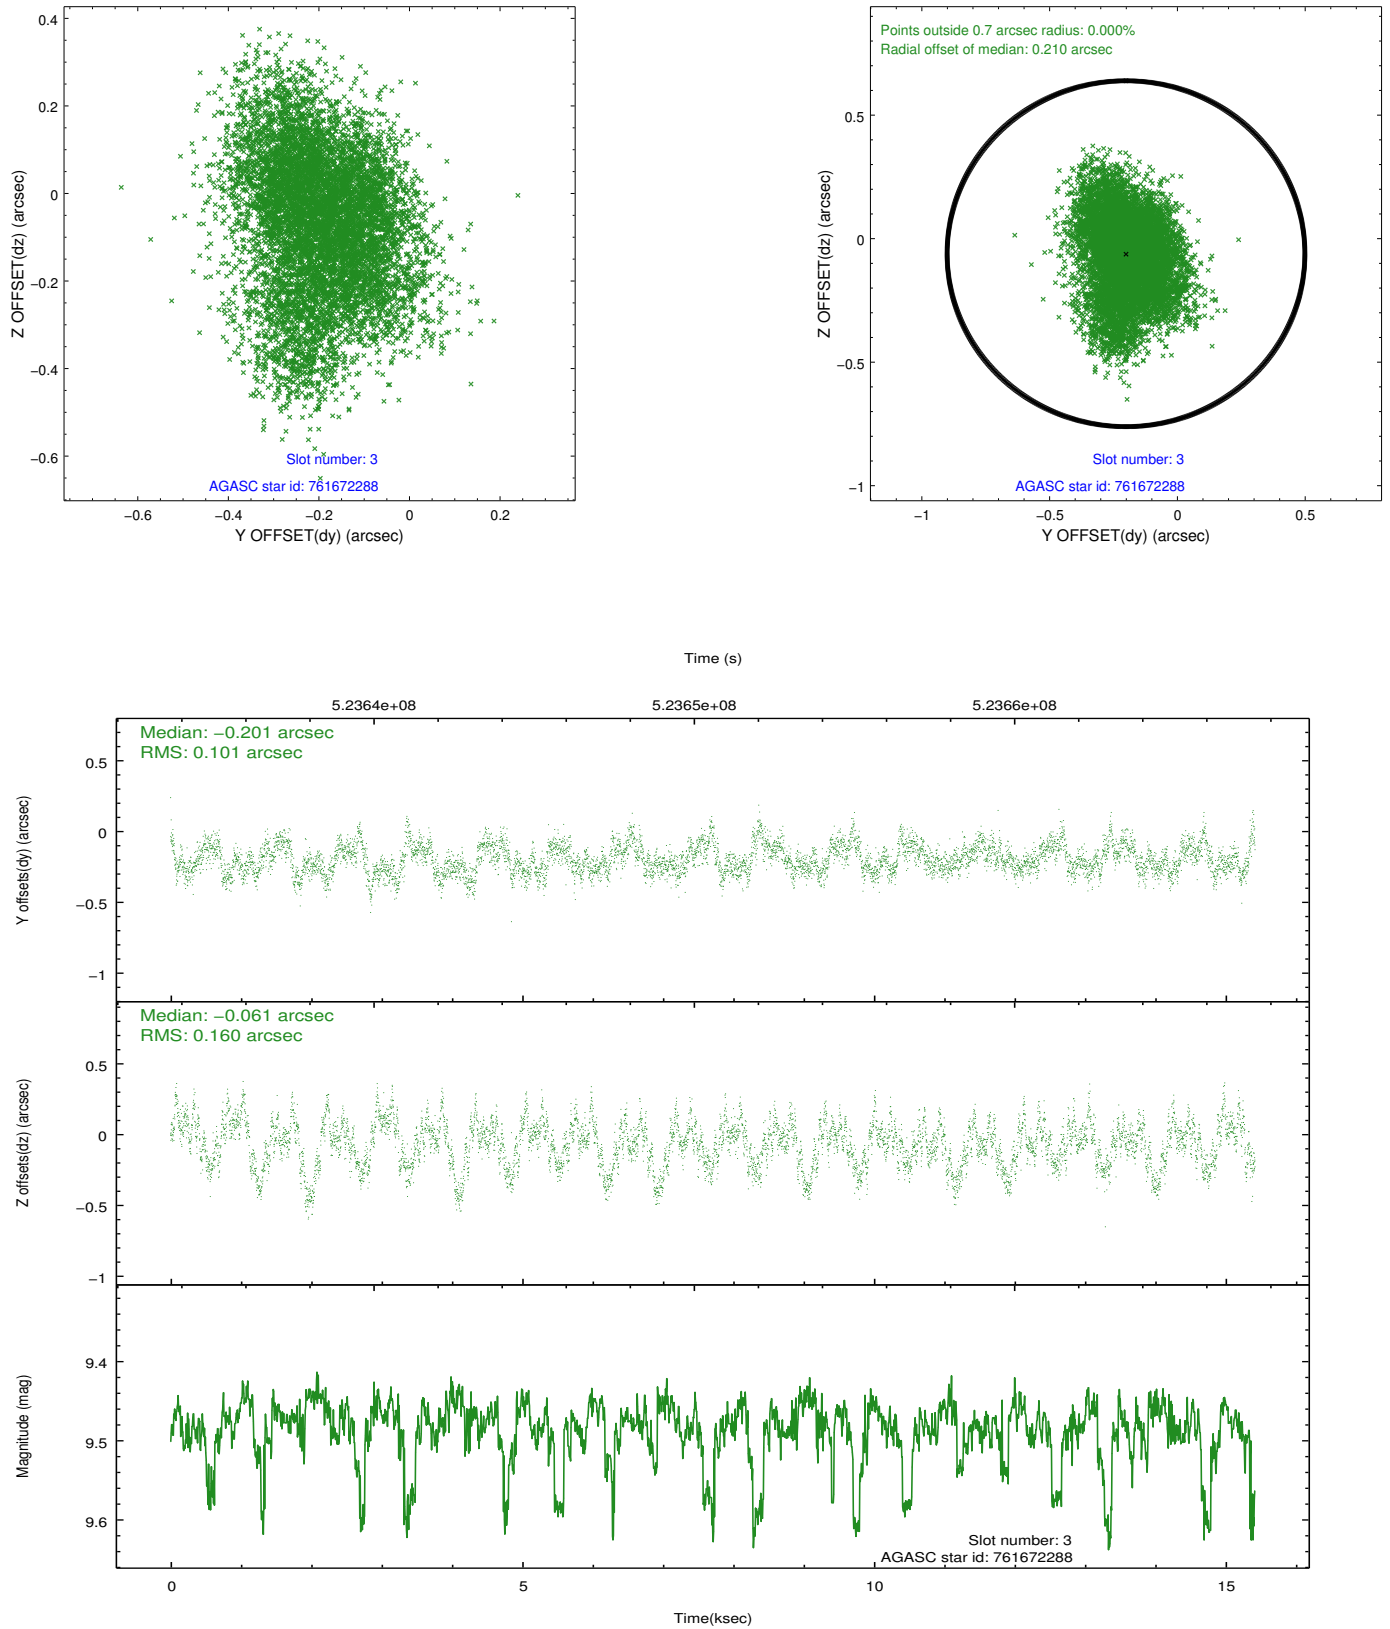 0.4
0.2
0
−0.2
−0.4
−0.6
Z OFFSET(dz) (arcsec)
Slot number: 3
AGASC star id: 761672288
−0.6
−0.4
−0.2
0
0.2
Y OFFSET(dy) (arcsec)
Points outside 0.7 arcsec radius: 0.000%
Radial offset of median: 0.210 arcsec
0.5
0
−0.5
−1
Z OFFSET(dz) (arcsec)
Slot number: 3
AGASC star id: 761672288
−1
−0.5
0
0.5
Y OFFSET(dy) (arcsec)
Time (s)
5.2364e+08
5.2365e+08
5.2366e+08
Median: −0.201 arcsec
RMS: 0.101 arcsec
0.5
0
−0.5
−1
Y offsets(dy) (arcsec)
Median: −0.061 arcsec
RMS: 0.160 arcsec
0.5
0
−0.5
−1
Z offsets(dz) (arcsec)
9.4
9.5
9.6
Magnitude (mag)
Slot number: 3
AGASC star id: 761672288
0
5
10
15
Time(ksec)